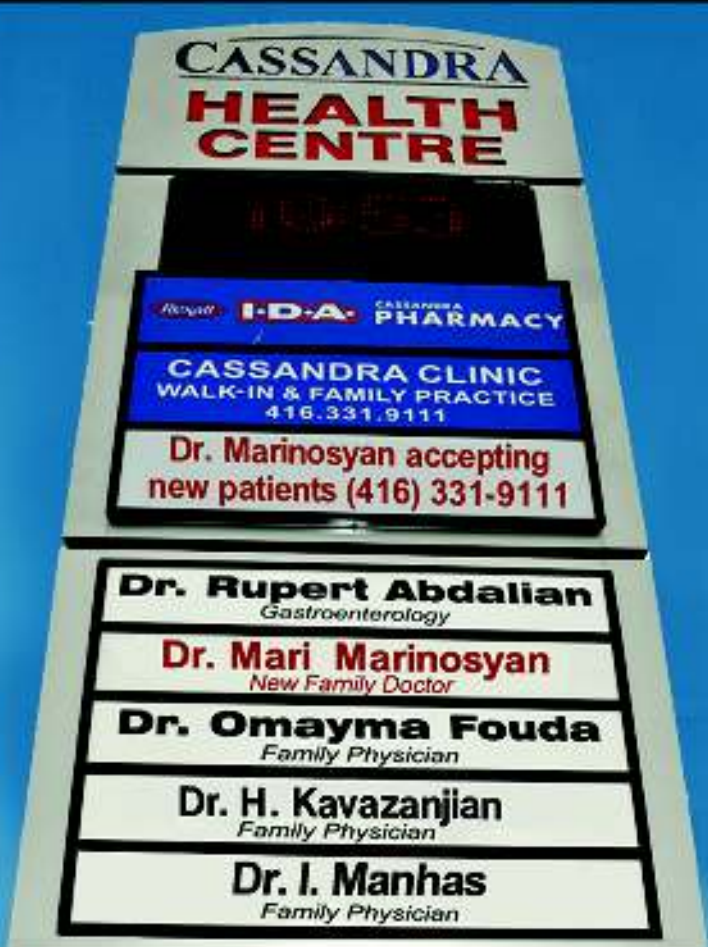 CASSANDRA
HEALTH
CENTRE
10:53
Rexall I·D·A· CASSANDRA PHARMACY
CASSANDRA CLINIC
WALK-IN & FAMILY PRACTICE
416.331.9111
Dr. Marinosyan accepting
new patients (416) 331-9111
Dr. Rupert Abdalian
Gastroenterology
Dr. Mari Marinosyan
New Family Doctor
Dr. Omayma Fouda
Family Physician
Dr. H. Kavazanjian
Family Physician
Dr. I. Manhas
Family Physician